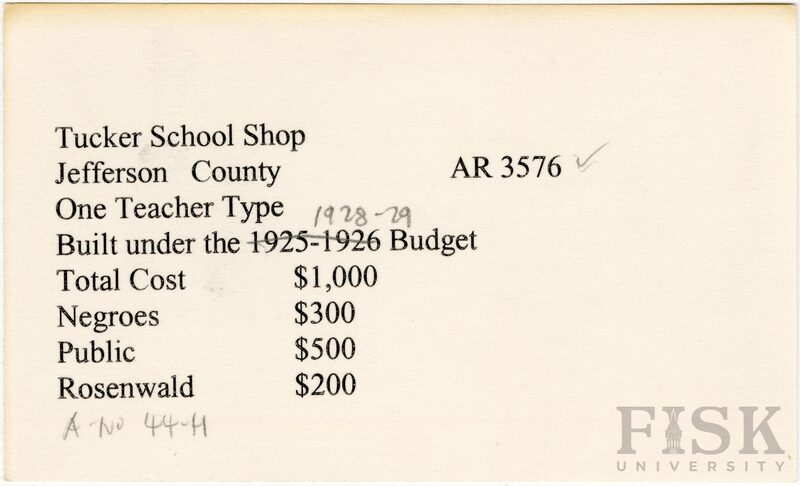 Tucker School Shop
Jefferson County AR 3576 ✓
One Teacher Type
1928-29
Built under the 1925-1926 Budget
Total Cost $1,000
Negroes $300
Public $500
Rosenwald $200
A-No 44-H
FISK
UNIVERSITY